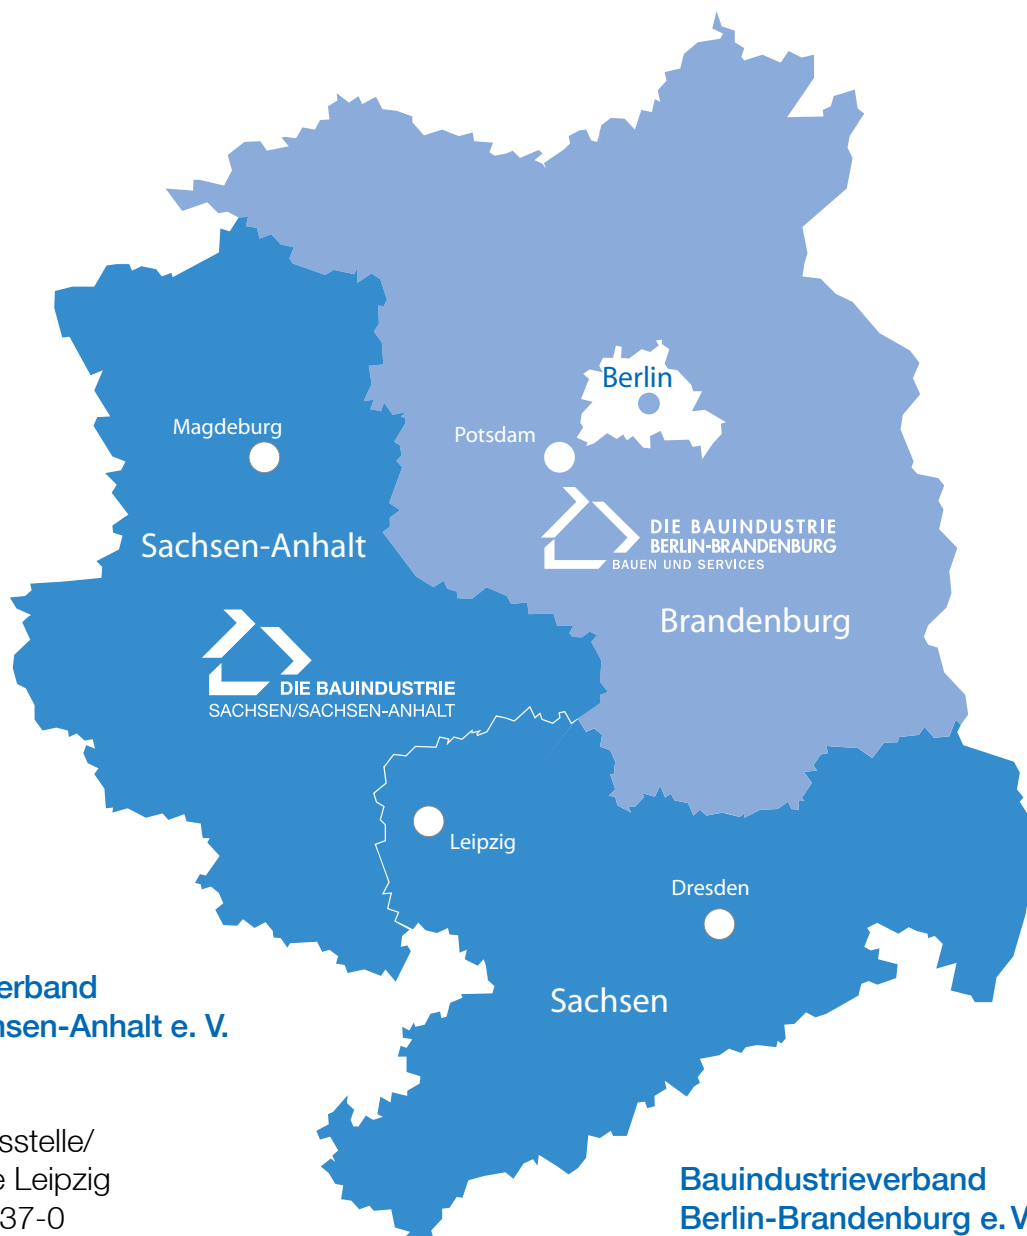 Berlin
Magdeburg
Potsdam
Sachsen-Anhalt
DIE BAUINDUSTRIE
BERLIN-BRANDENBURG
BAUEN UND SERVICES
Brandenburg
DIE BAUINDUSTRIE
SACHSEN/SACHSEN-ANHALT
Leipzig
Dresden
Sachsen
erband
hsen-Anhalt e. V.
sstelle/
e Leipzig
37-0
Bauindustrieverband
Berlin-Brandenburg e. V